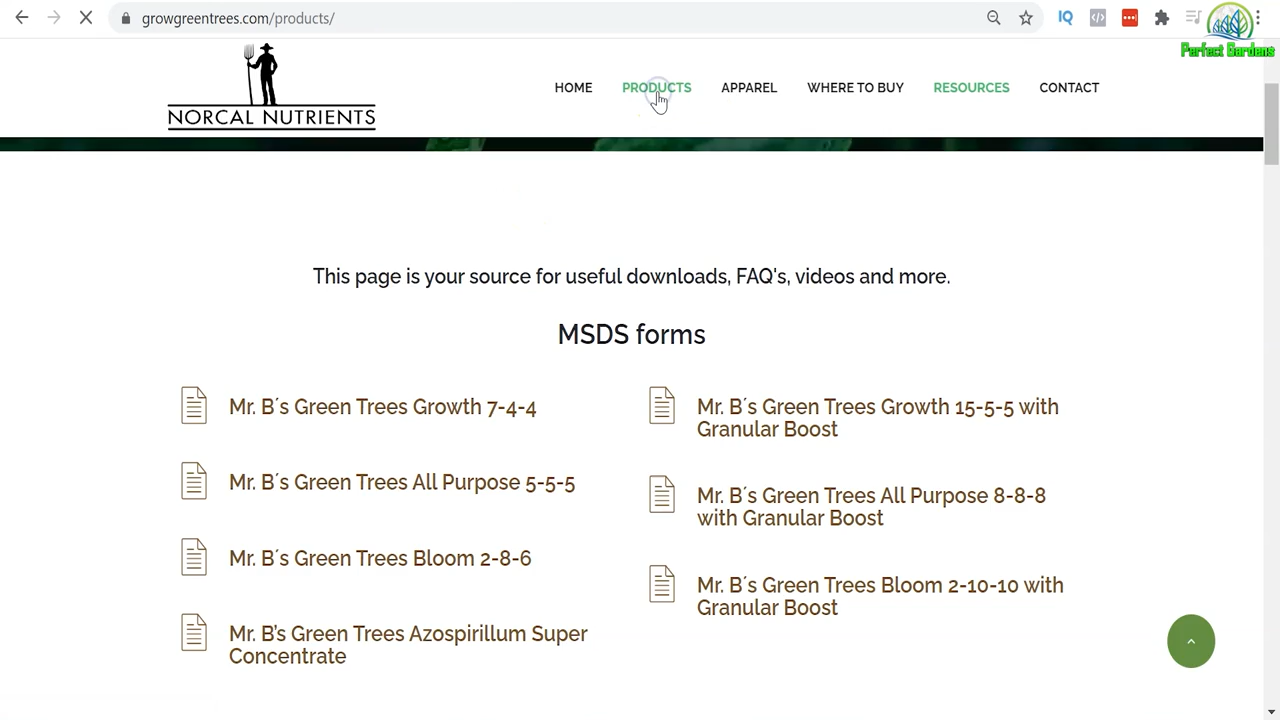 growgreentrees.com/products/
IQ
Perfect Gardens
NORCAL NUTRIENTS
HOME
PRODUCTS
APPAREL
WHERE TO BUY
RESOURCES
CONTACT
This page is your source for useful downloads, FAQ's, videos and more.
MSDS forms
Mr. B´s Green Trees Growth 7-4-4
Mr. B´s Green Trees All Purpose 5-5-5
Mr. B´s Green Trees Bloom 2-8-6
Mr. B’s Green Trees Azospirillum Super
Concentrate
Mr. B´s Green Trees Growth 15-5-5 with
Granular Boost
Mr. B´s Green Trees All Purpose 8-8-8
with Granular Boost
Mr. B´s Green Trees Bloom 2-10-10 with
Granular Boost